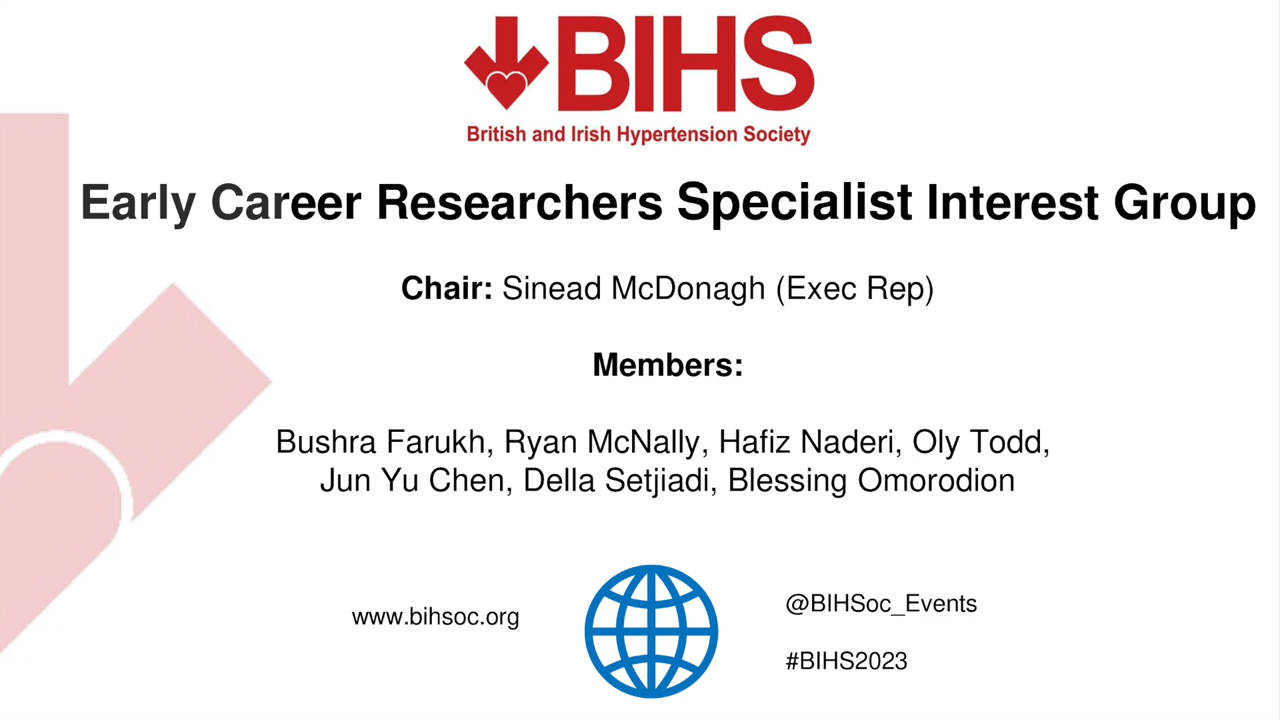 BIHS
British and Irish Hypertension Society
Early Career Researchers Specialist Interest Group
Chair: Sinead McDonagh (Exec Rep)
Members:
Bushra Farukh, Ryan McNally, Hafiz Naderi, Oly Todd,
Jun Yu Chen, Della Setjiadi, Blessing Omorodion
www.bihsoc.org
@BIHSoc_Events
#BIHS2023